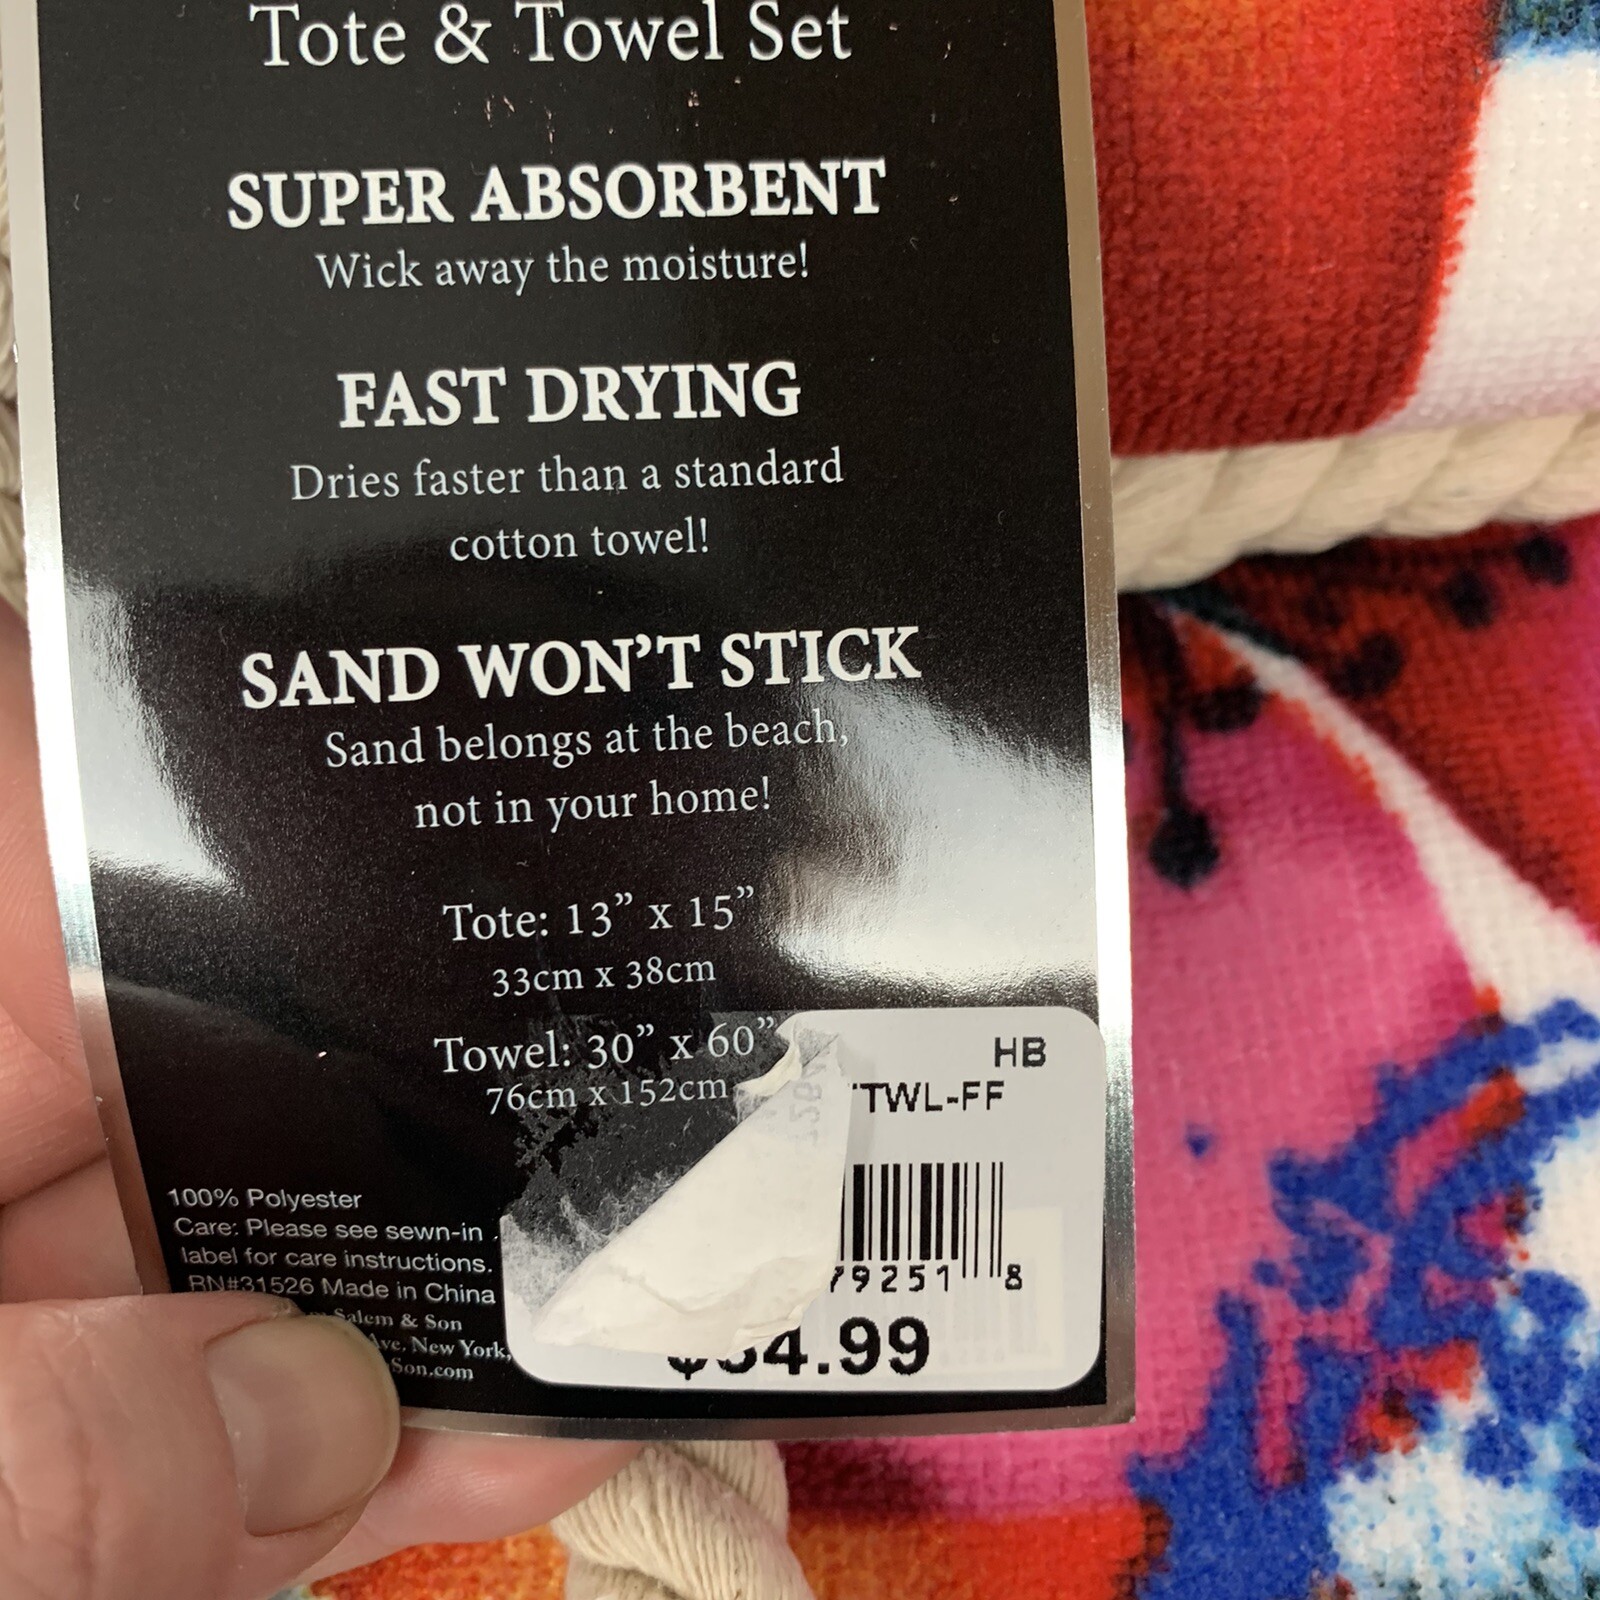 Tote & Towel Set
SUPER ABSORBENT
Wick away the moisture!
FAST DRYING
Dries faster than a standard
cotton towel!
SAND WON'T STICK
Sand belongs at the beach,
not in your home!
Tote: 13” x 15”
33cm x 38cm
Towel: 30” x 60”
76cm x 152cm
100% Polyester
Care: Please see sewn-in
label for care instructions.
RN#31526 Made in China
Salem & Son
Ave. New York,
Son.com
HB
TWL-FF
79251 8
4.99